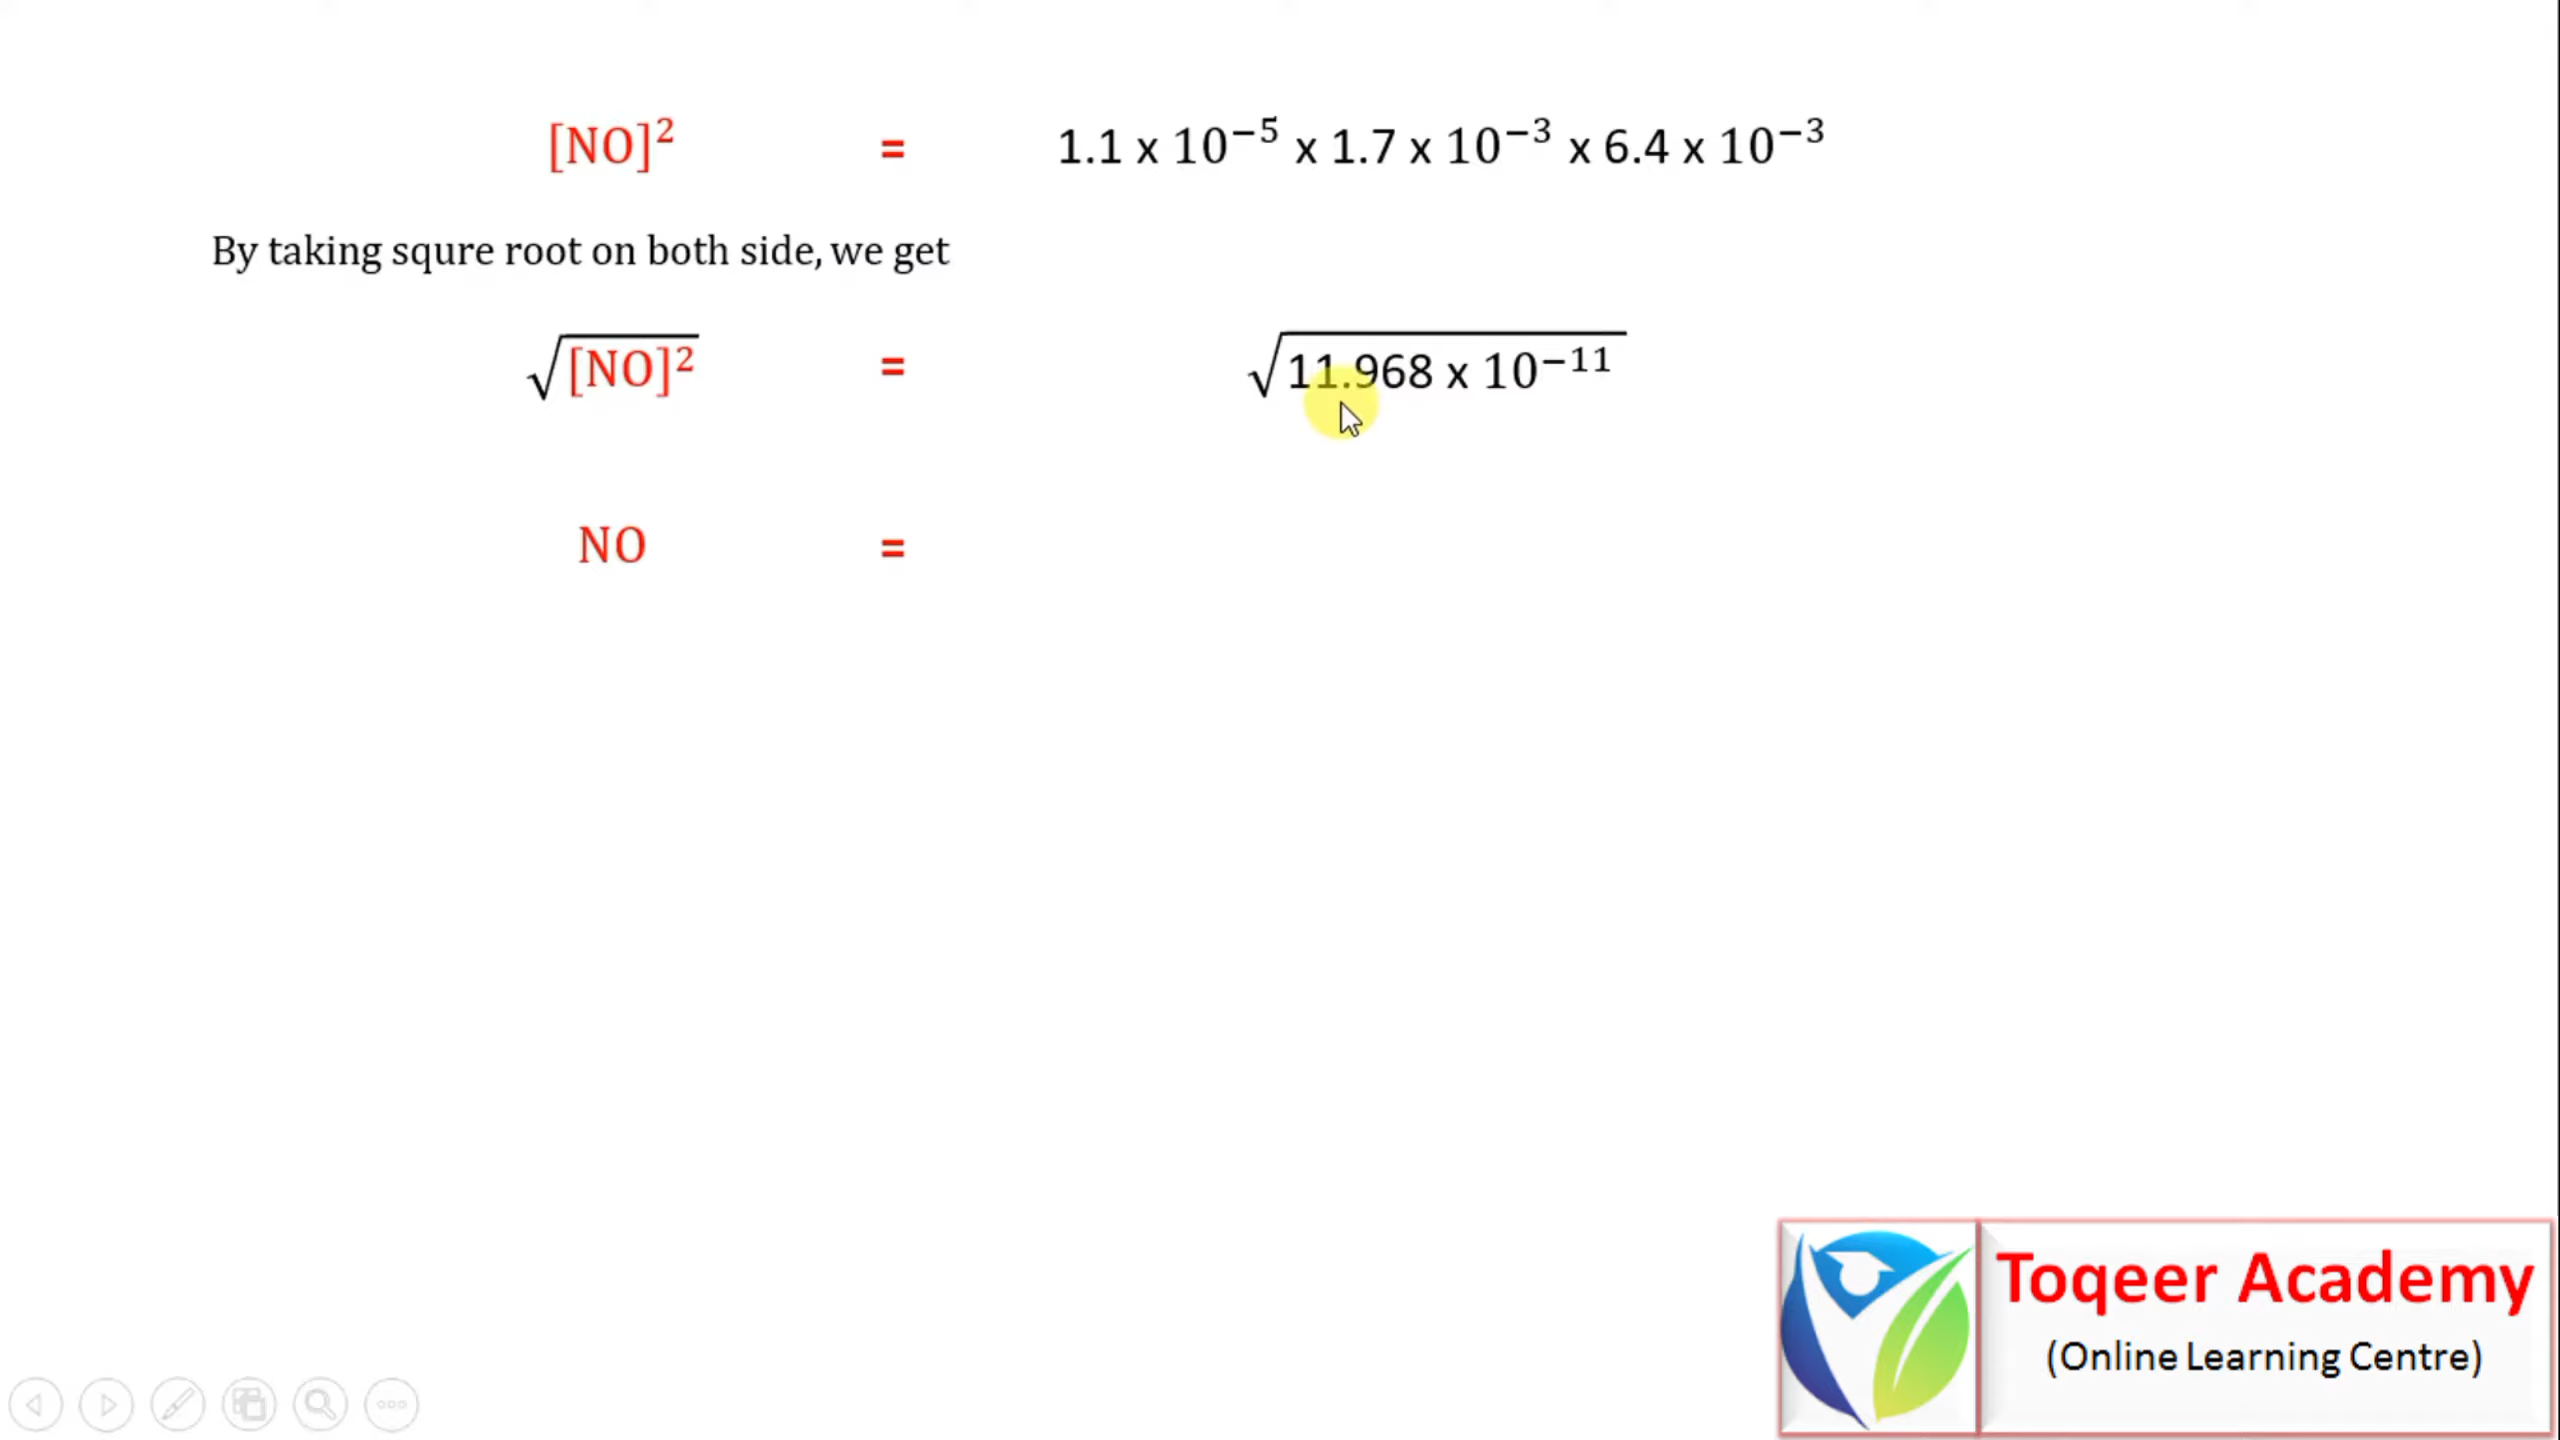 [NO]² = 1.1 x 10⁻⁵ x 1.7 x 10⁻³ x 6.4 x 10⁻³
By taking squre root on both side, we get
√[NO]² = √11.968 x 10⁻¹¹
NO =
Toqeer Academy
(Online Learning Centre)